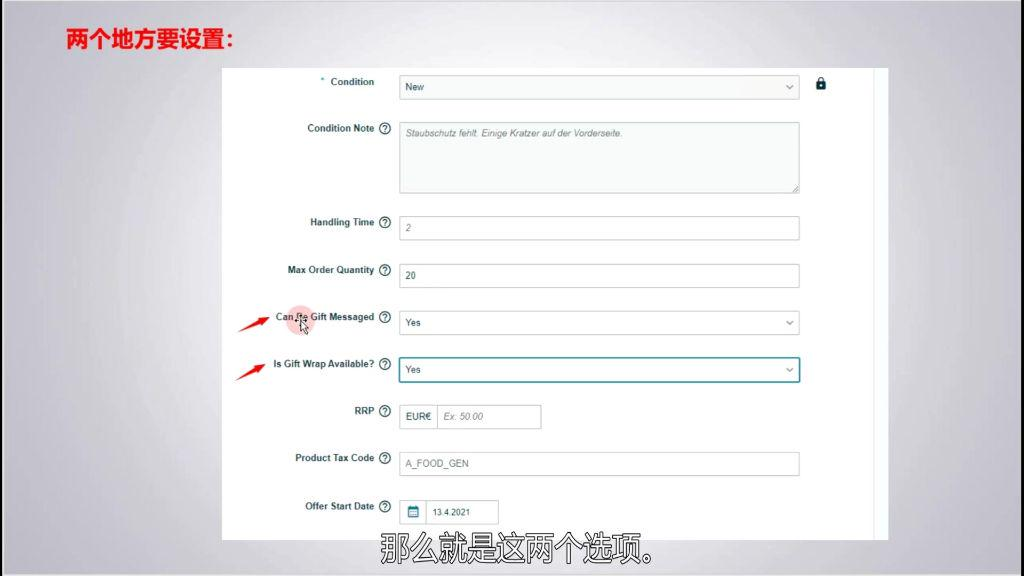 两个地方要设置：
* Condition New
Condition Note ? Staubschutz fehlt. Einige Kratzer auf der Vorderseite.
Handling Time ? 2
Max Order Quantity ? 20
Can Be Gift Messaged ? Yes
Is Gift Wrap Available? ? Yes
RRP ? EUR€ Ex: 50.00
Product Tax Code ? A_FOOD_GEN
Offer Start Date ? 13.4.2021
那么就是这两个选项。